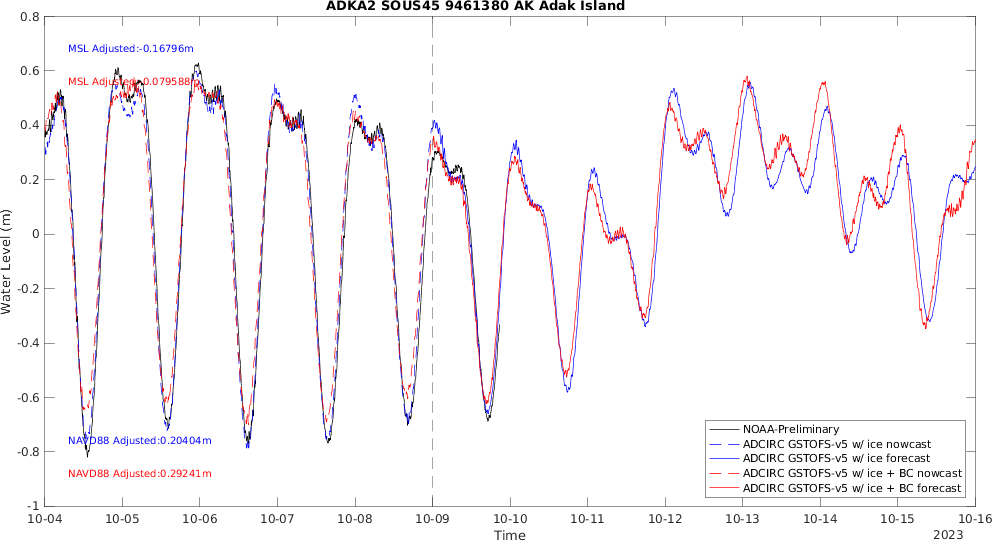 ADKA2 SOUS45 9461380 AK Adak Island
0.8
0.6
0.4
0.2
0
-0.2
-0.4
-0.6
-0.8
-1
Water Level (m)
MSL Adjusted:-0.16796m
MSL Adjusted:-0.079588m
NAVD88 Adjusted:0.20404m
NAVD88 Adjusted:0.29241m
NOAA-Preliminary
ADCIRC GSTOFS-v5 w/ ice nowcast
ADCIRC GSTOFS-v5 w/ ice forecast
ADCIRC GSTOFS-v5 w/ ice + BC nowcast
ADCIRC GSTOFS-v5 w/ ice + BC forecast
10-04 10-05 10-06 10-07 10-08 10-09 10-10 10-11 10-12 10-13 10-14 10-15 10-16
Time
2023